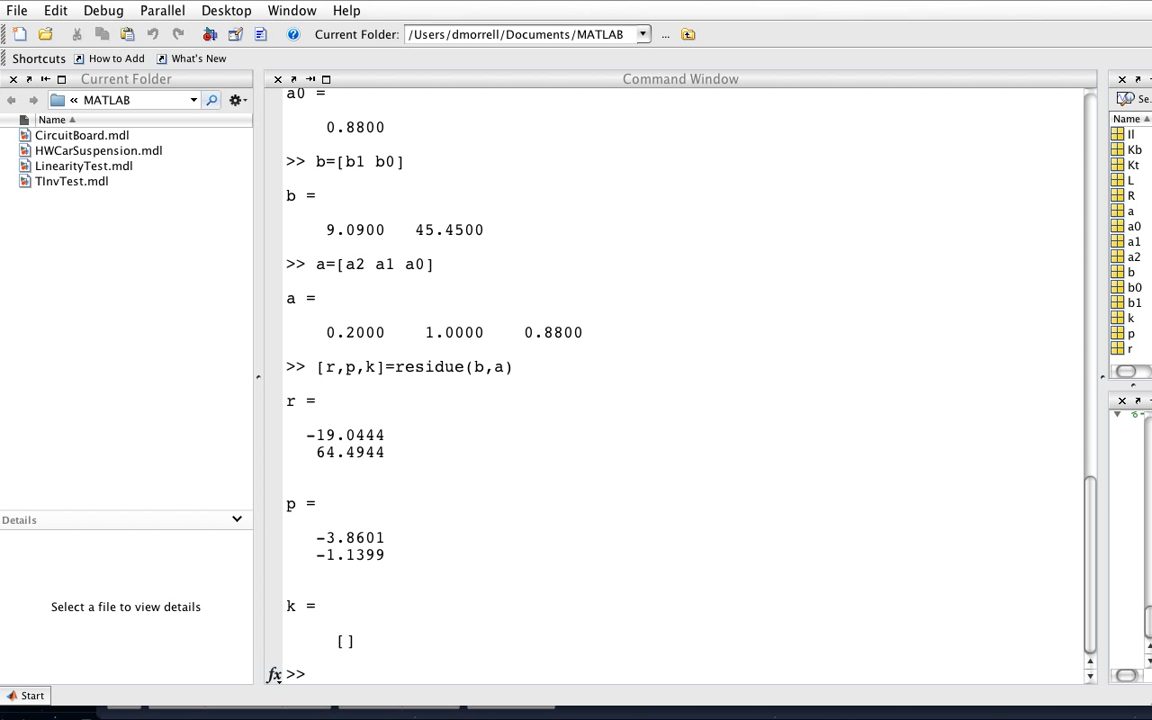 File Edit Debug Parallel Desktop Window Help
Current Folder: /Users/dmorrell/Documents/MATLAB ...
Shortcuts How to Add What's New
Current Folder
« MATLAB
Name
CircuitBoard.mdl
HWCarSuspension.mdl
LinearityTest.mdl
TInvTest.mdl
Details
Select a file to view details
Start
Command Window
a0 =
0.8800
>> b=[b1 b0]
b =
9.0900 45.4500
>> a=[a2 a1 a0]
a =
0.2000 1.0000 0.8800
>> [r,p,k]=residue(b,a)
r =
-19.0444
64.4944
p =
-3.8601
-1.1399
k =
[]
fx >>
Se.
Name
Il
Kb
Kt
L
R
a
a0
a1
a2
b
b0
b1
k
p
r